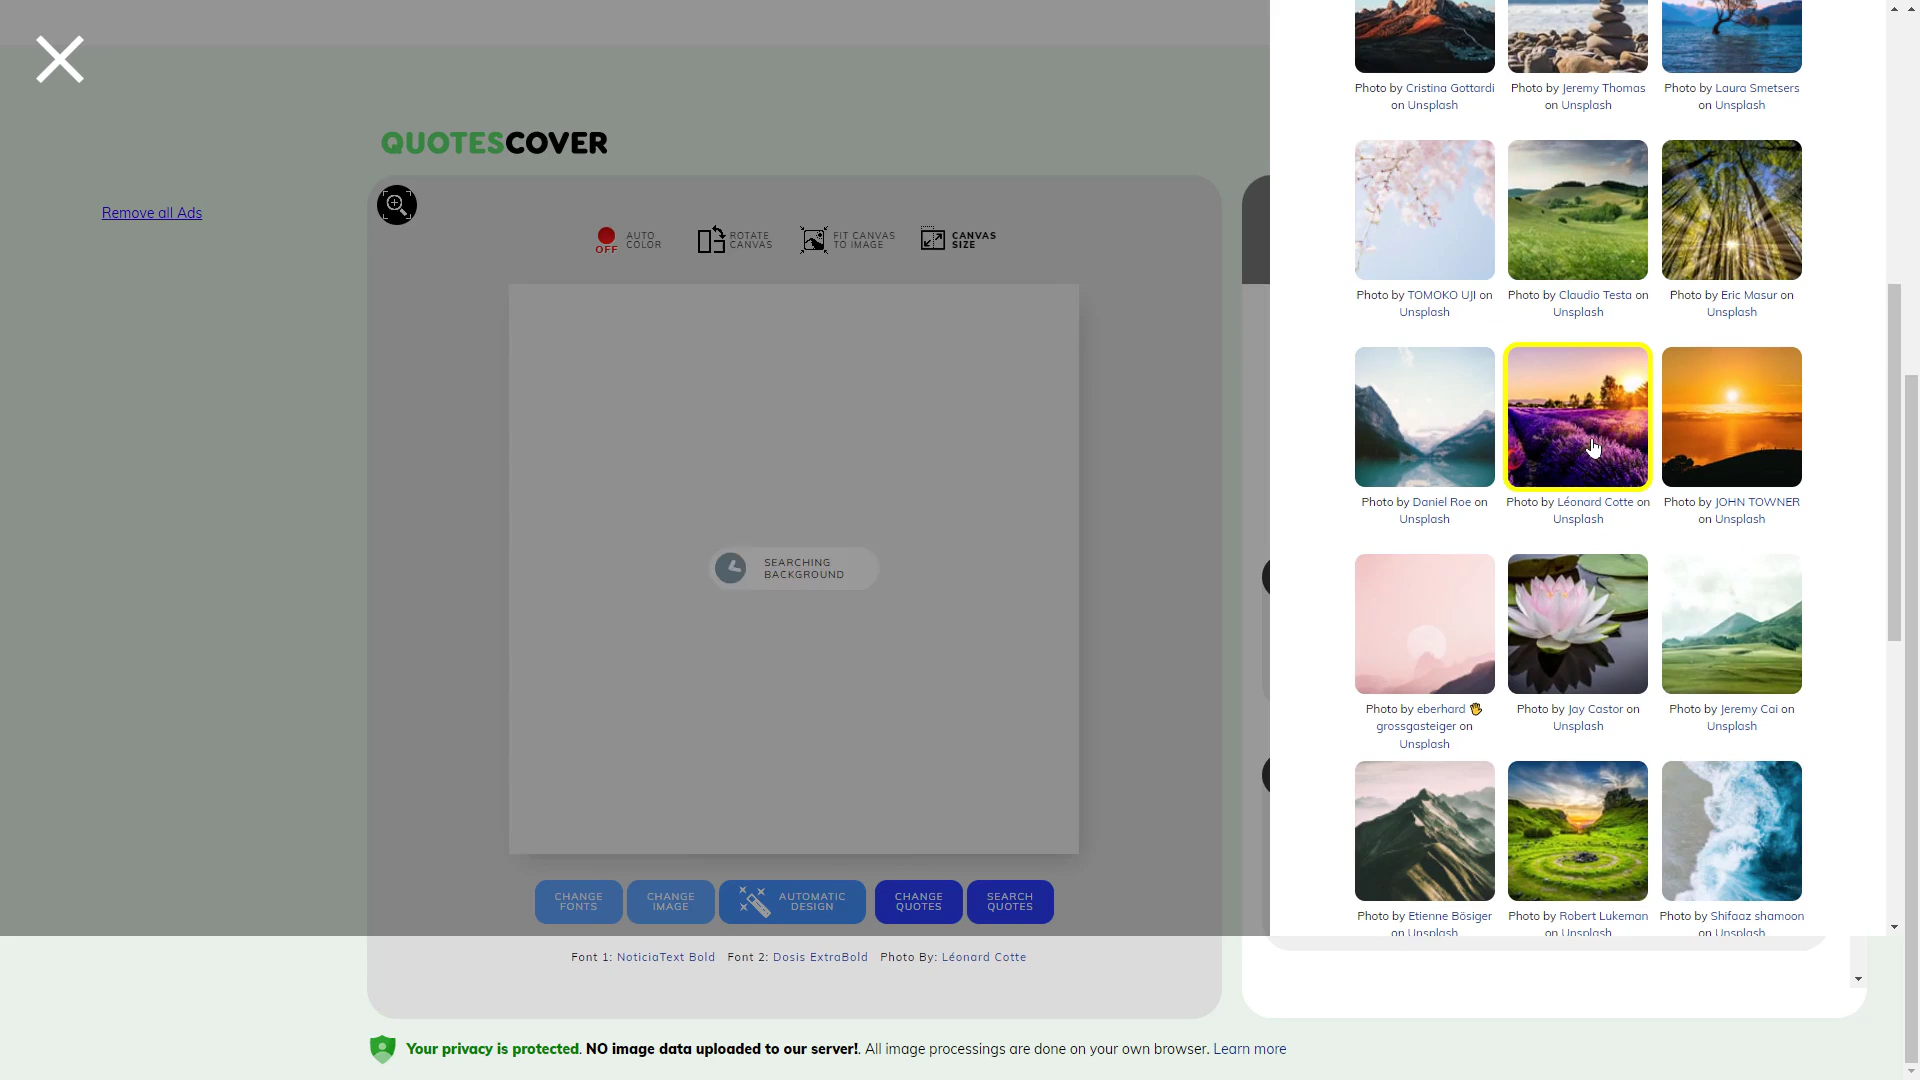 QUOTESCOVER
Remove all Ads
OFF
AUTO
COLOR
ROTATE
CANVAS
FIT CANVAS
TO IMAGE
CANVAS
SIZE
SEARCHING
BACKGROUND
CHANGE
FONTS
CHANGE
IMAGE
AUTOMATIC
DESIGN
CHANGE
QUOTES
SEARCH
QUOTES
Font 1: NoticiaText Bold Font 2: Dosis ExtraBold Photo By: Léonard Cotte
Your privacy is protected. NO image data uploaded to our server!. All image processings are done on your own browser. Learn more
Photo by Cristina Gottardi
on Unsplash
Photo by Jeremy Thomas
on Unsplash
Photo by Laura Smetsers
on Unsplash
Photo by TOMOKO UJI on
Unsplash
Photo by Claudio Testa on
Unsplash
Photo by Eric Masur on
Unsplash
Photo by Daniel Roe on
Unsplash
Photo by Léonard Cotte on
Unsplash
Photo by JOHN TOWNER
on Unsplash
Photo by eberhard 🖐
grossgasteiger on
Unsplash
Photo by Jay Castor on
Unsplash
Photo by Jeremy Cai on
Unsplash
Photo by Etienne Bösiger
on Unsplash
Photo by Robert Lukeman
on Unsplash
Photo by Shifaaz shamoon
on Unsplash